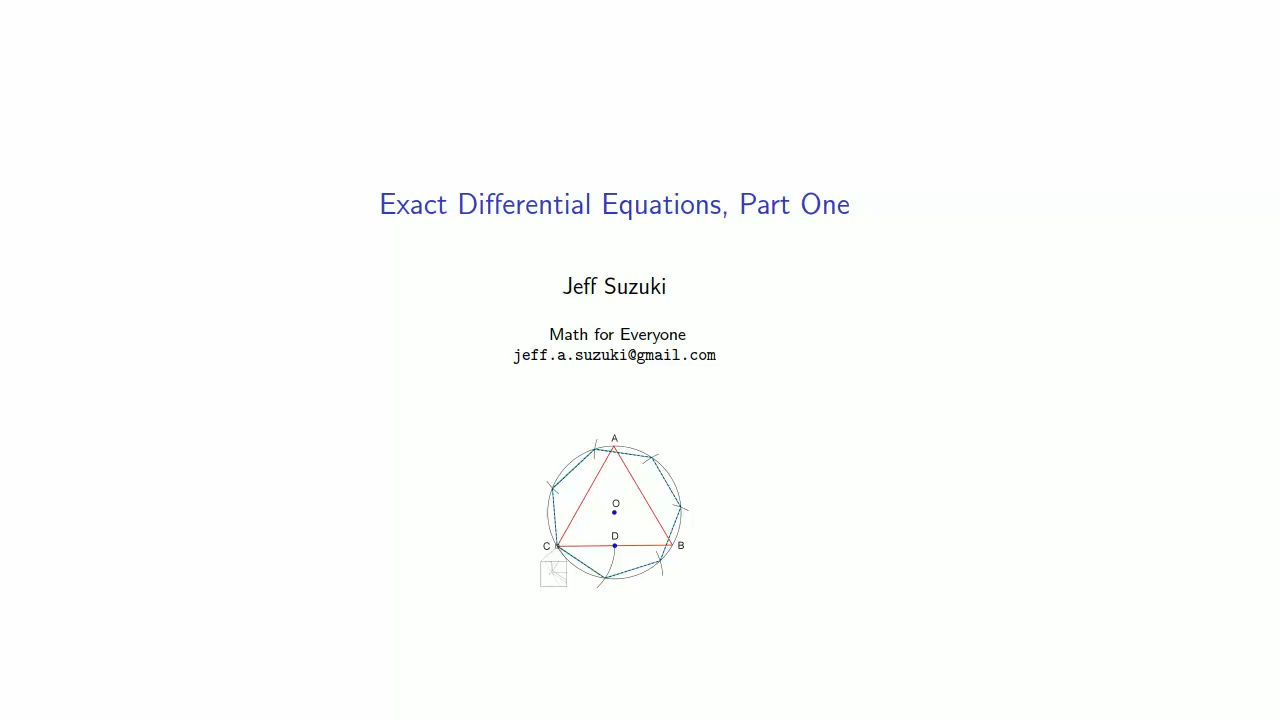 Exact Differential Equations, Part One
Jeff Suzuki
Math for Everyone
jeff.a.suzuki@gmail.com
A
O
D
C
B